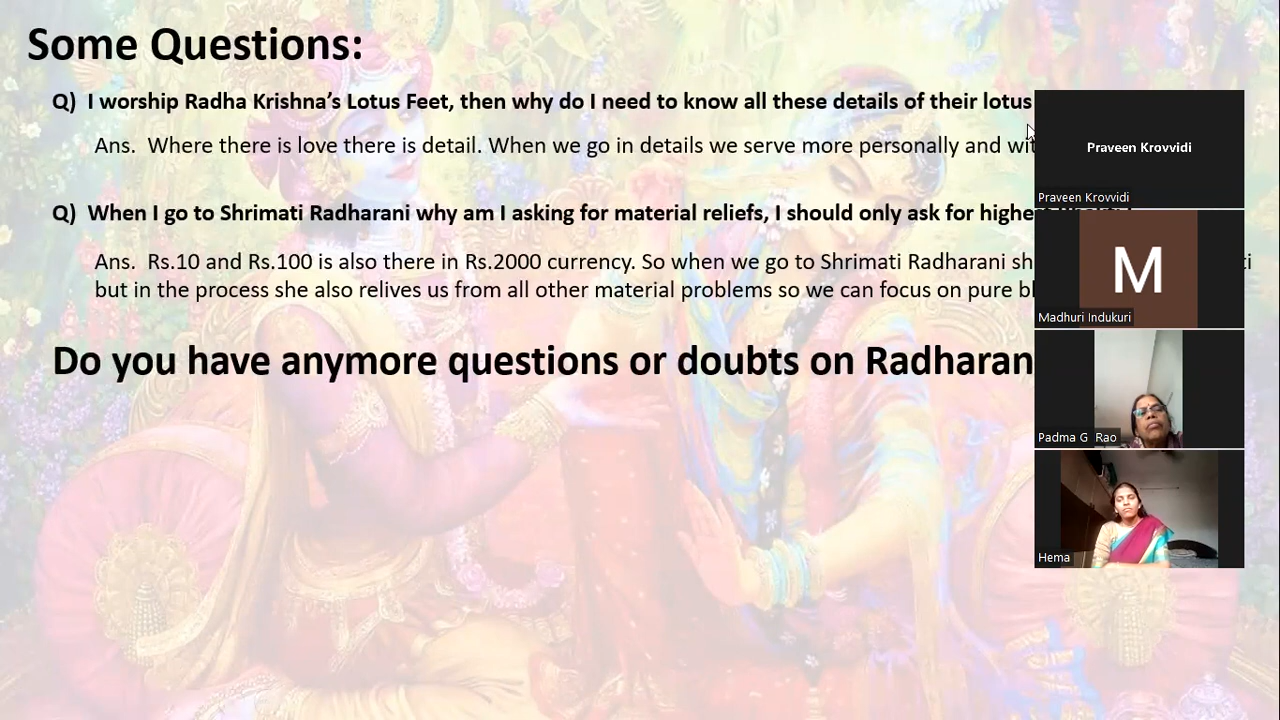 Some Questions:
Q) I worship Radha Krishna's Lotus Feet, then why do I need to know all these details of their lotus
Ans. Where there is love there is detail. When we go in details we serve more personally and
Q) When I go to Shrimati Radharani why am I asking for material reliefs, I should only ask for
Ans. Rs.10 and Rs.100 is also there in Rs.2000 currency. So when we go to Shrimati Radharani
but in the process she also relives us from all other material problems so we can focus on pure
Do you have anymore questions or doubts on
Praveen Krovvidi
Praveen Krovvidi
M
Madhuri Indukuri
Padma G Rao
Hema